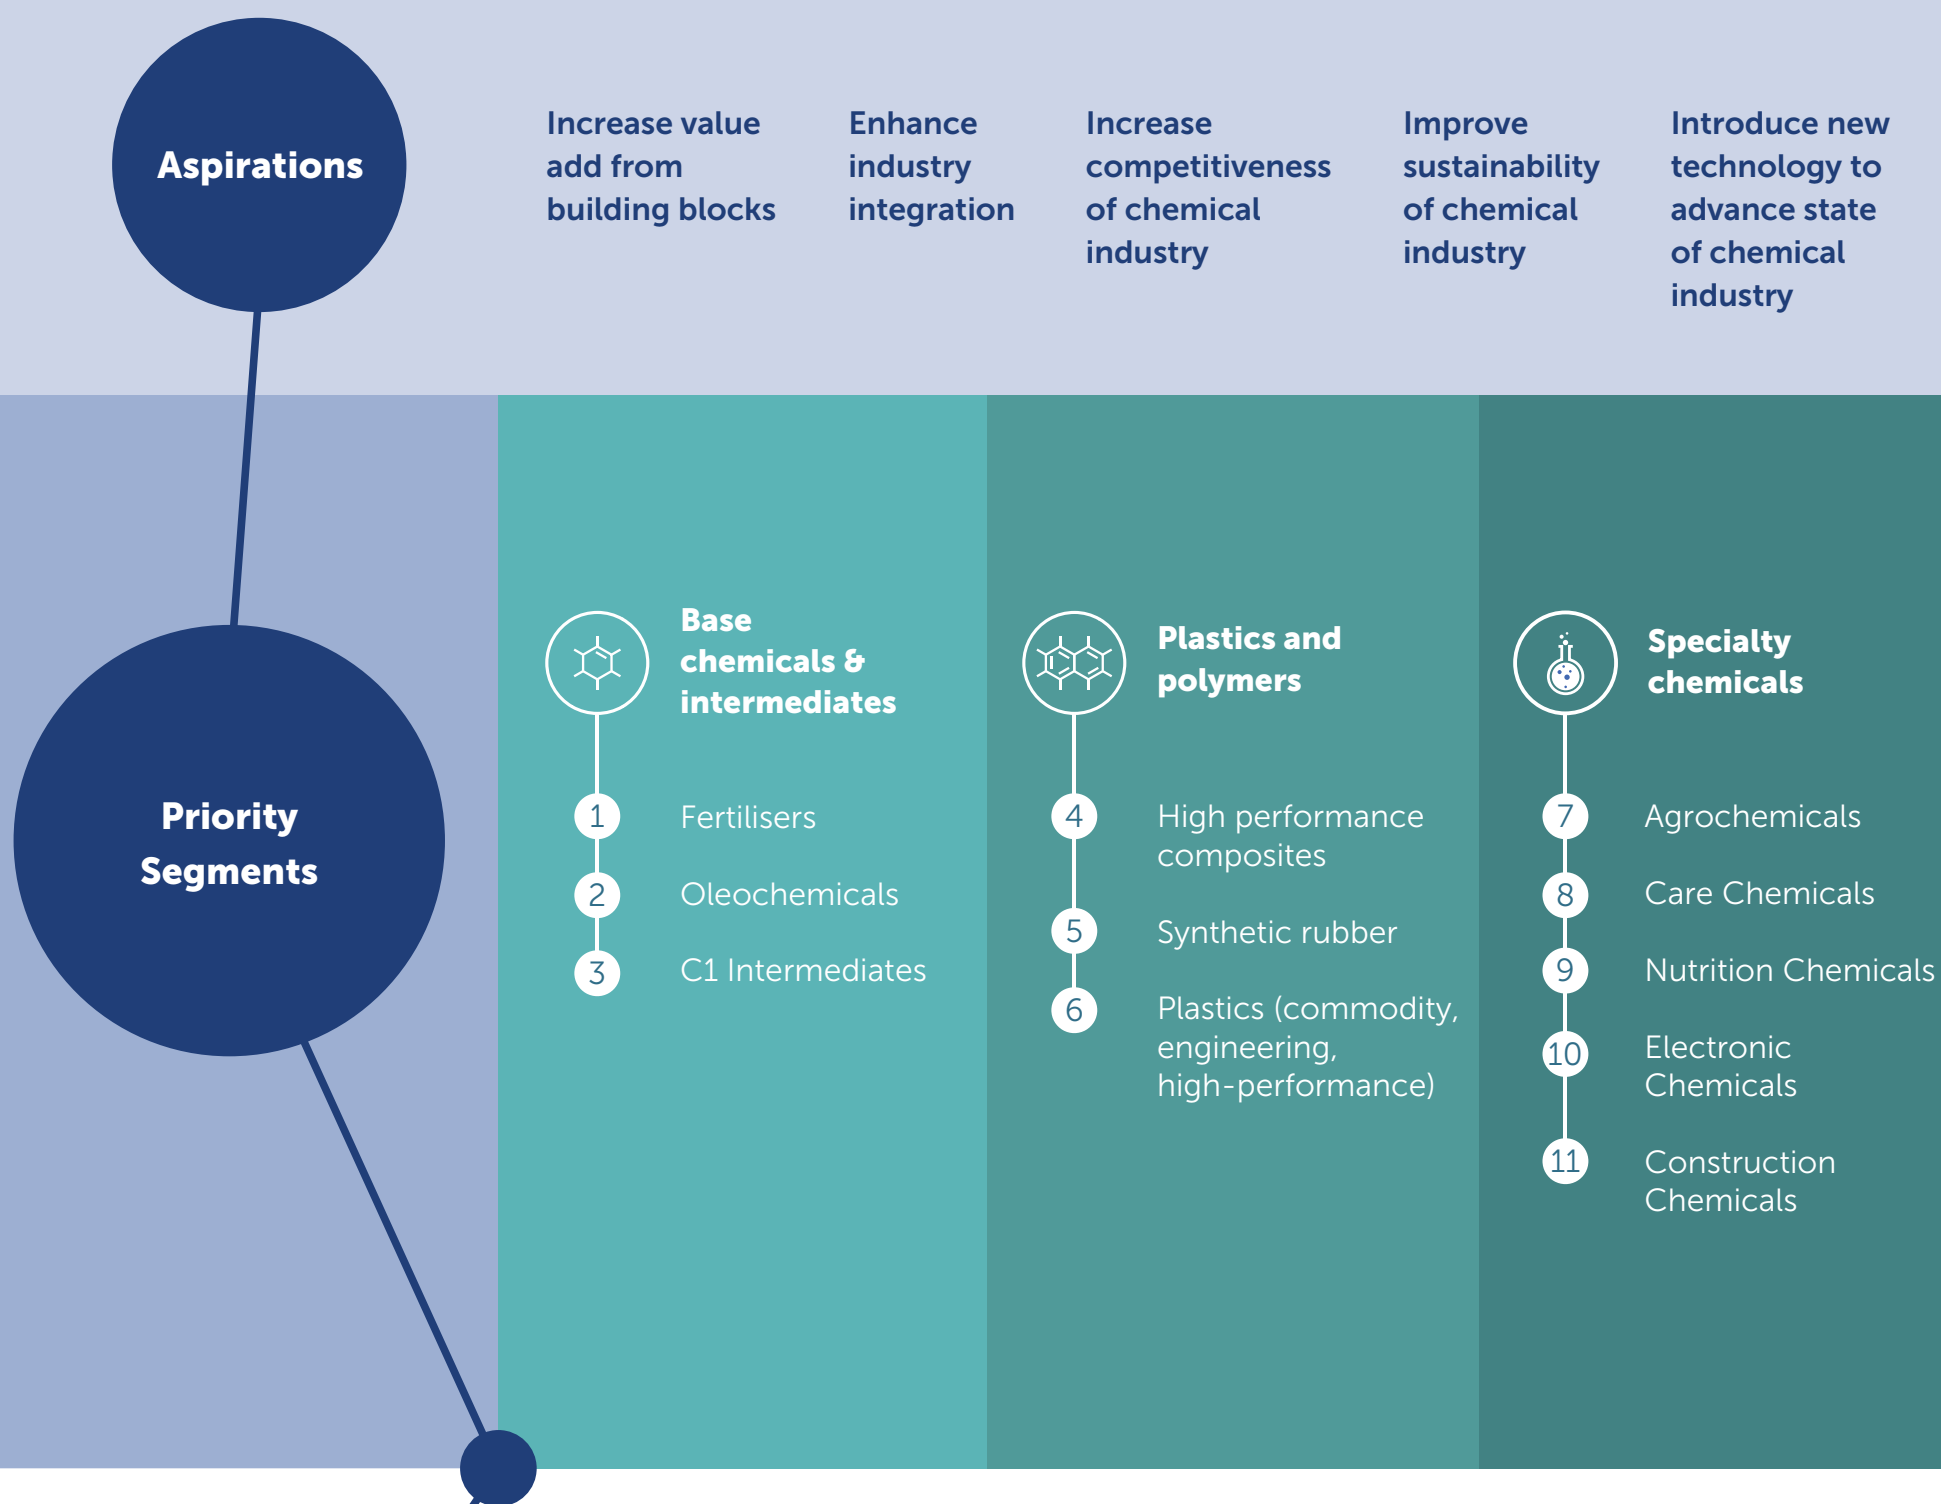 Aspirations
Increase value
add from
building blocks
Enhance
industry
integration
Increase
competitiveness
of chemical
industry
Improve
sustainability
of chemical
industry
Introduce new
technology to
advance state
of chemical
industry
Priority
Segments
Base
chemicals &
intermediates
1 Fertilisers
2 Oleochemicals
3 C1 Intermediates
Plastics and
polymers
4 High performance
composites
5 Synthetic rubber
6 Plastics (commodity,
engineering,
high-performance)
Specialty
chemicals
7 Agrochemicals
8 Care Chemicals
9 Nutrition Chemicals
10 Electronic
Chemicals
11 Construction
Chemicals